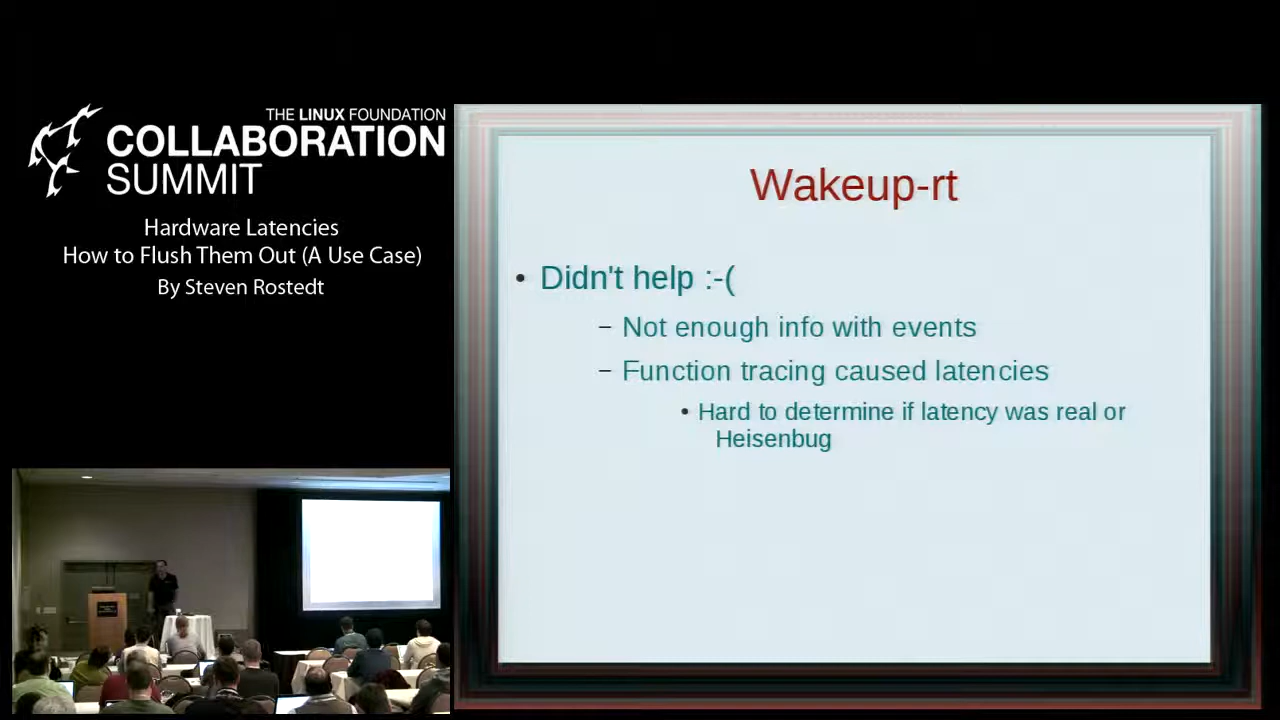 THE LINUX FOUNDATION
COLLABORATION
SUMMIT
Hardware Latencies
How to Flush Them Out (A Use Case)
By Steven Rostedt
Wakeup-rt
• Didn't help :-(
– Not enough info with events
– Function tracing caused latencies
• Hard to determine if latency was real or
Heisenbug